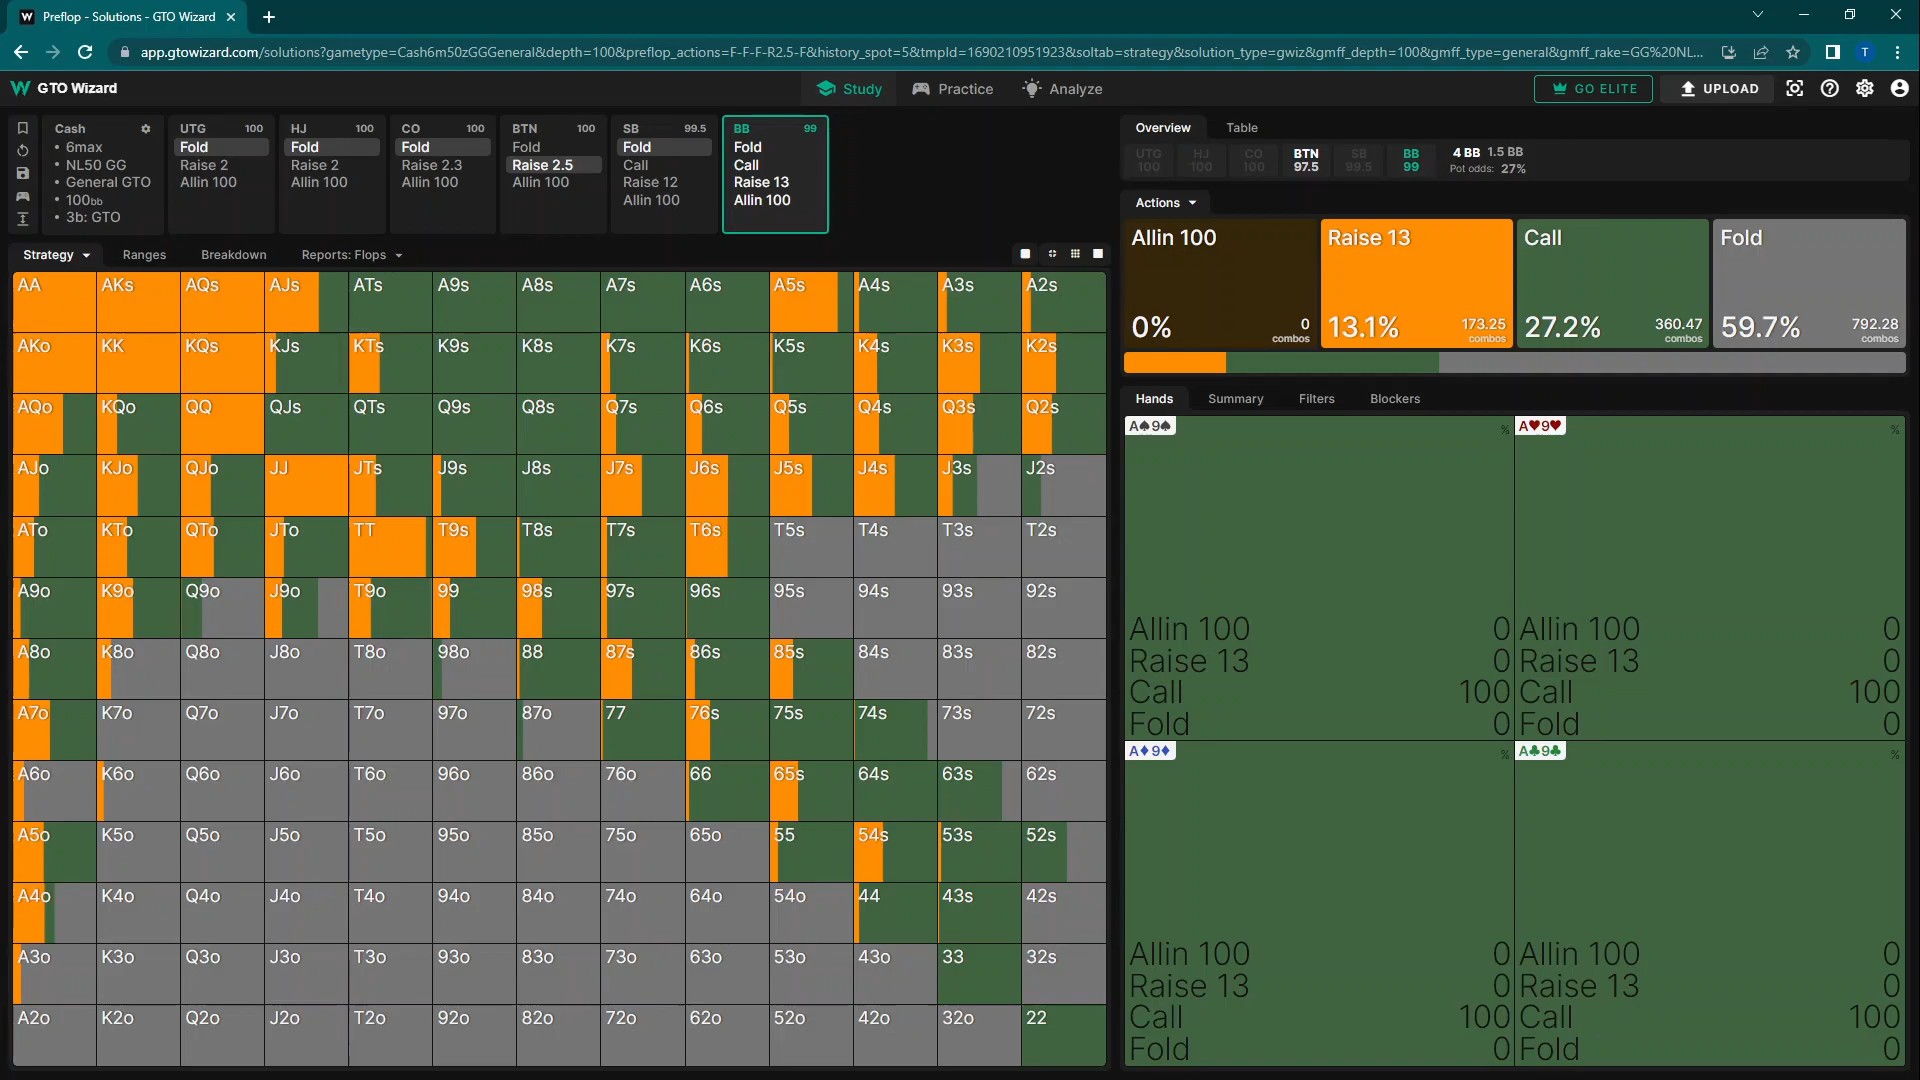 Preflop - Solutions - GTO Wizard
app.gtowizard.com/solutions?gametype=Cash6m50zGGGeneral&depth=100&preflop_actions=F-F-F-R2.5-F&history_spot=5&tmpId=1690210951923&soltab=strategy&solution_type=gwiz&gmff_depth=100&gmff_type=general&gmff_rake=GG%20NL...
T
GTO Wizard
Study
Practice
Analyze
GO ELITE
UPLOAD
Cash
• 6max
• NL50 GG
• General GTO
• 100bb
• 3b: GTO
UTG 100
Fold
Raise 2
Allin 100
HJ 100
Fold
Raise 2
Allin 100
CO 100
Fold
Raise 2.3
Allin 100
BTN 100
Fold
Raise 2.5
Allin 100
SB 99.5
Fold
Call
Raise 12
Allin 100
BB 99
Fold
Call
Raise 13
Allin 100
Strategy Ranges Breakdown Reports: Flops
AA AKs AQs AJs ATs A9s A8s A7s A6s A5s A4s A3s A2s
AKo KK KQs KJs KTs K9s K8s K7s K6s K5s K4s K3s K2s
AQo KQo QQ QJs QTs Q9s Q8s Q7s Q6s Q5s Q4s Q3s Q2s
AJo KJo QJo JJ JTs J9s J8s J7s J6s J5s J4s J3s J2s
ATo KTo QTo JTo TT T9s T8s T7s T6s T5s T4s T3s T2s
A9o K9o Q9o J9o T9o 99 98s 97s 96s 95s 94s 93s 92s
A8o K8o Q8o J8o T8o 98o 88 87s 86s 85s 84s 83s 82s
A7o K7o Q7o J7o T7o 97o 87o 77 76s 75s 74s 73s 72s
A6o K6o Q6o J6o T6o 96o 86o 76o 66 65s 64s 63s 62s
A5o K5o Q5o J5o T5o 95o 85o 75o 65o 55 54s 53s 52s
A4o K4o Q4o J4o T4o 94o 84o 74o 64o 54o 44 43s 42s
A3o K3o Q3o J3o T3o 93o 83o 73o 63o 53o 43o 33 32s
A2o K2o Q2o J2o T2o 92o 82o 72o 62o 52o 42o 32o 22
Overview Table
UTG 100
HJ 100
CO 100
BTN 97.5
SB 99.5
BB 99
4 BB 1.5 BB
Pot odds: 27%
Actions
Allin 100
0%
0 combos
Raise 13
13.1%
173.25 combos
Call
27.2%
360.47 combos
Fold
59.7%
792.28 combos
Hands Summary Filters Blockers
A♠9♠ %
Allin 100 0
Raise 13 0
Call 100
Fold 0
A♥9♥ %
Allin 100 0
Raise 13 0
Call 100
Fold 0
A♦9♦ %
Allin 100 0
Raise 13 0
Call 100
Fold 0
A♣9♣ %
Allin 100 0
Raise 13 0
Call 100
Fold 0